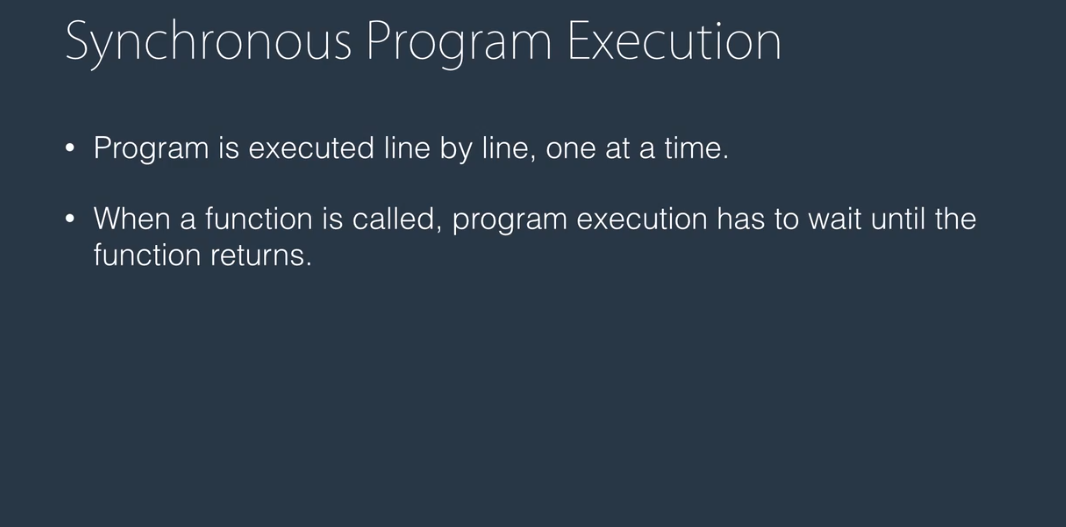 Synchronous Program Execution
• Program is executed line by line, one at a time.
• When a function is called, program execution has to wait until the
function returns.